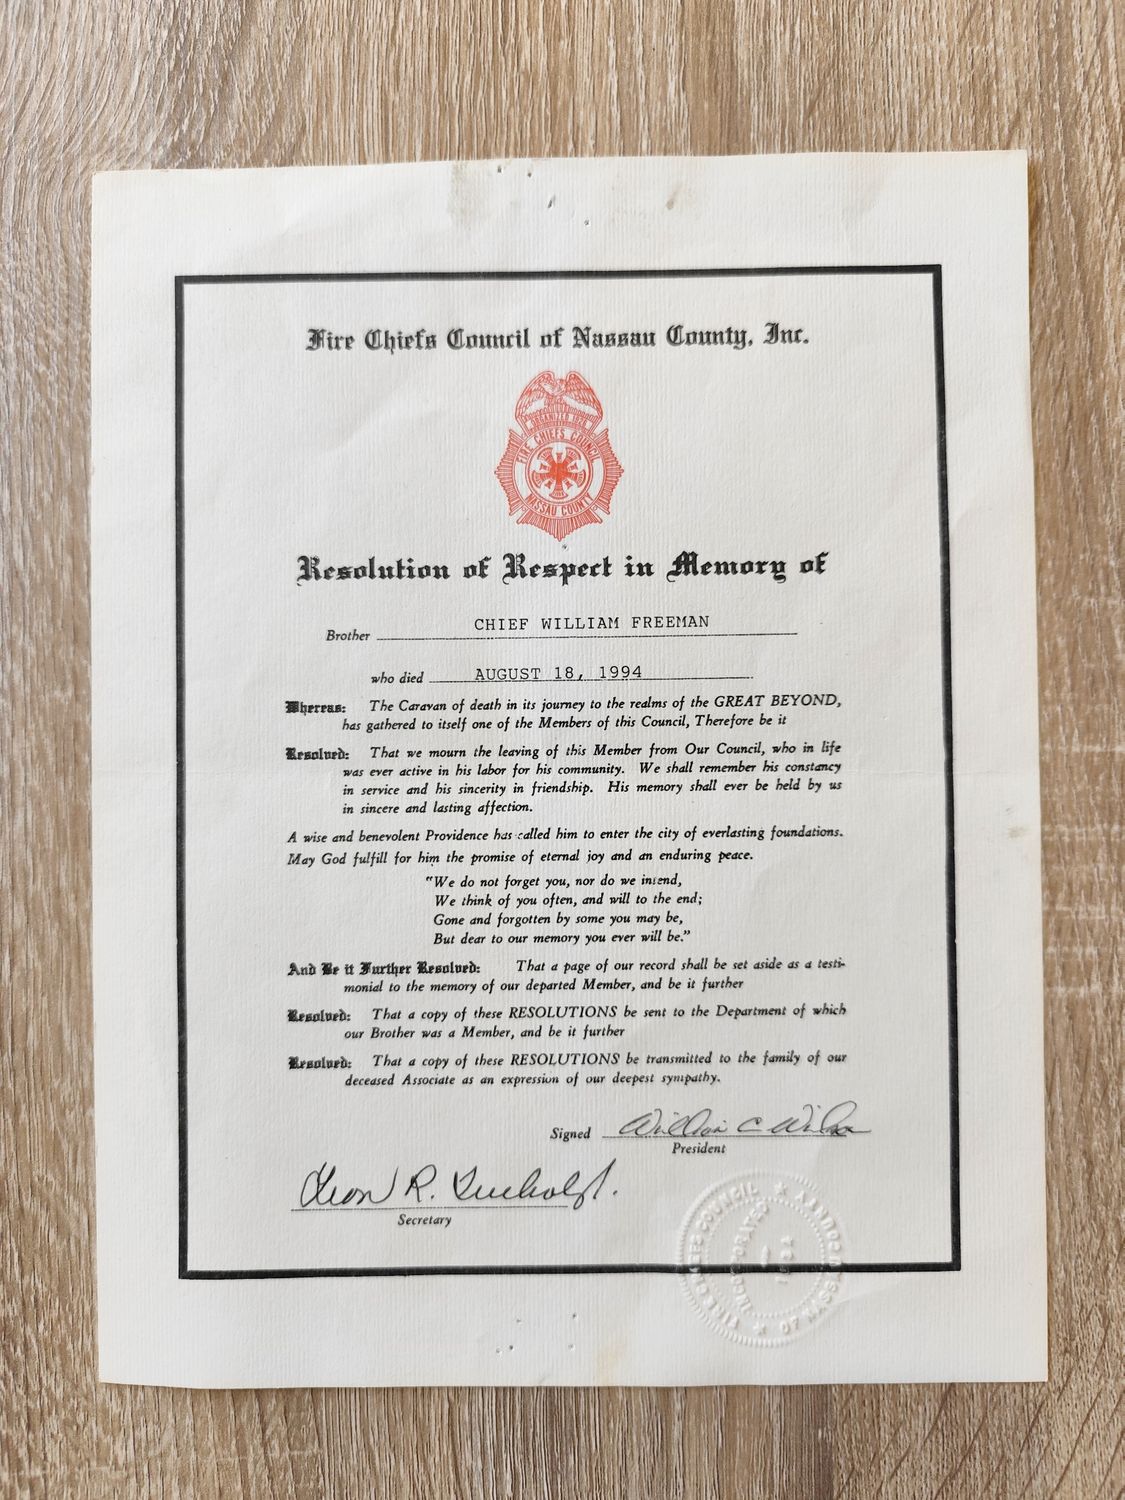 Fire Chiefs Council of Nassau County, Inc.
ORGANIZED
FIRE CHIEFS COUNCIL
NASSAU COUNTY
Resolution of Respect in Memory of
Brother CHIEF WILLIAM FREEMAN
who died AUGUST 18, 1994
Whereas: The Caravan of death in its journey to the realms of the GREAT BEYOND,
has gathered to itself one of the Members of this Council, Therefore be it
Resolved: That we mourn the leaving of this Member from Our Council, who in life
was ever active in his labor for his community. We shall remember his constancy
in service and his sincerity in friendship. His memory shall ever be held by us
in sincere and lasting affection.
A wise and benevolent Providence has called him to enter the city of everlasting foundations.
May God fulfill for him the promise of eternal joy and an enduring peace.
"We do not forget you, nor do we intend,
We think of you often, and will to the end;
Gone and forgotten by some you may be,
But dear to our memory you ever will be."
And Be it Further Resolved: That a page of our record shall be set aside as a testi-
monial to the memory of our departed Member, and be it further
Resolved: That a copy of these RESOLUTIONS be sent to the Department of which
our Brother was a Member, and be it further
Resolved: That a copy of these RESOLUTIONS be transmitted to the family of our
deceased Associate as an expression of our deepest sympathy.
Signed William C
President
Leon R.
Secretary
FIRE CHIEFS COUNCIL ★ OF NASSAU COUNTY ★
INCORPORATED